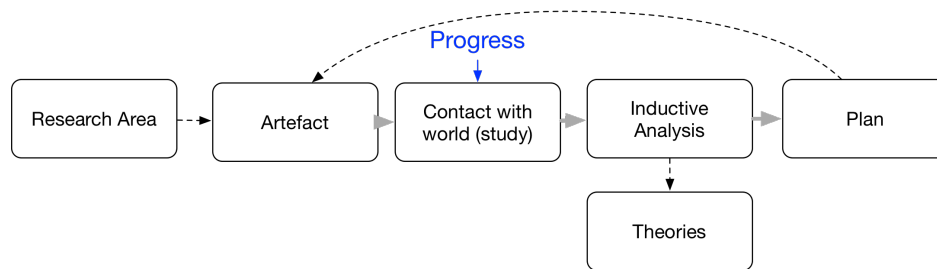 Progress
Research Area
Artefact
Contact with
world (study)
Inductive
Analysis
Plan
Theories